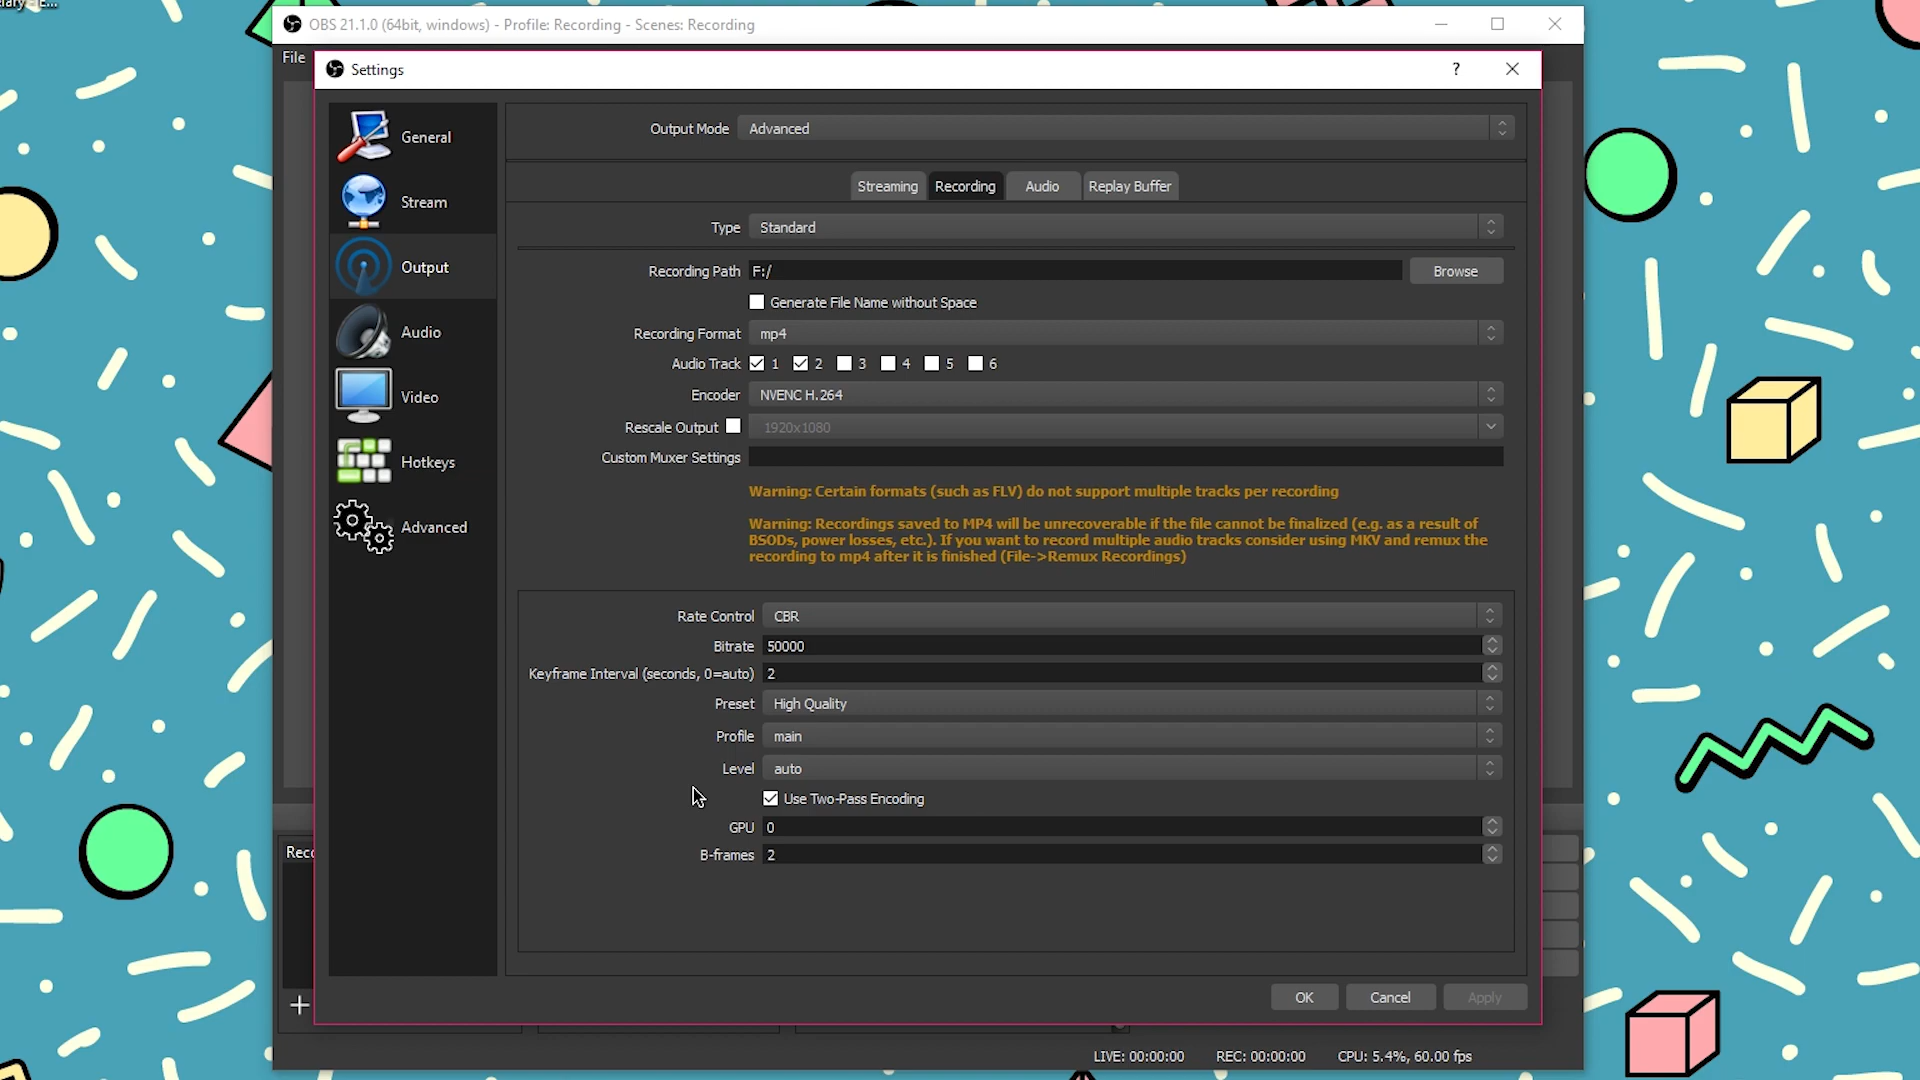 OBS 21.1.0 (64bit, windows) - Profile: Recording - Scenes: Recording
File
Settings
?
General
Stream
Output
Audio
Video
Hotkeys
Advanced
Output Mode Advanced
Streaming Recording Audio Replay Buffer
Type Standard
Recording Path F:/ Browse
Generate File Name without Space
Recording Format mp4
Audio Track 1 2 3 4 5 6
Encoder NVENC H.264
Rescale Output 1920x1080
Custom Muxer Settings
Warning: Certain formats (such as FLV) do not support multiple tracks per recording
Warning: Recordings saved to MP4 will be unrecoverable if the file cannot be finalized (e.g. as a result of
BSODs, power losses, etc.). If you want to record multiple audio tracks consider using MKV and remux the
recording to mp4 after it is finished (File->Remux Recordings)
Rate Control CBR
Bitrate 50000
Keyframe Interval (seconds, 0=auto) 2
Preset High Quality
Profile main
Level auto
Use Two-Pass Encoding
GPU 0
B-frames 2
Reco
OK Cancel Apply
LIVE: 00:00:00 REC: 00:00:00 CPU: 5.4%, 60.00 fps